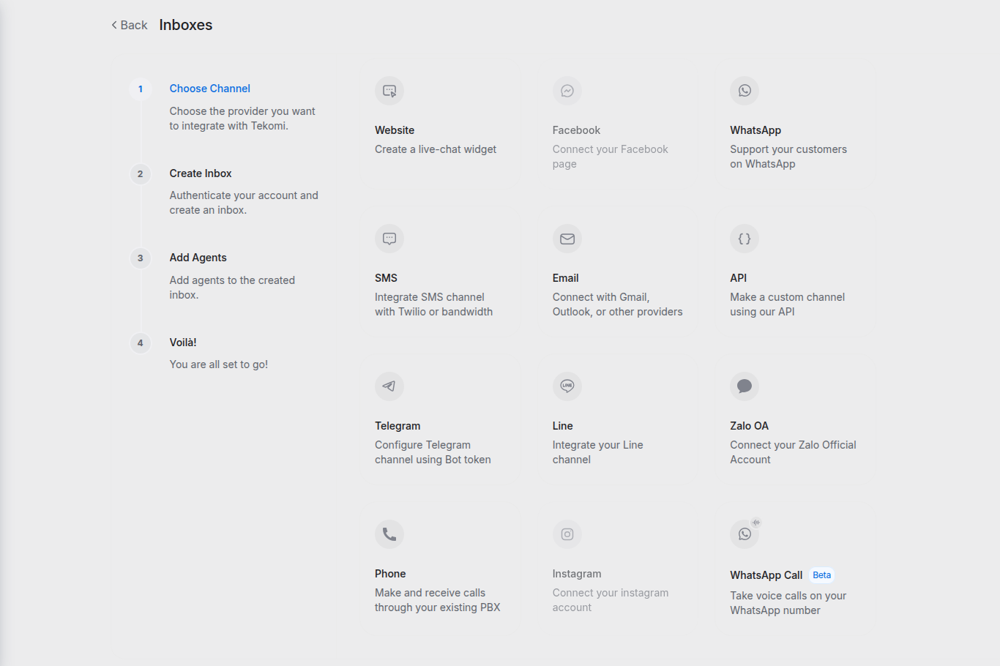 Back Inboxes
1 Choose Channel
Choose the provider you want
to integrate with Tekomi.
2 Create Inbox
Authenticate your account and
create an inbox.
3 Add Agents
Add agents to the created
inbox.
4 Voilà!
You are all set to go!
Website
Create a live-chat widget
Facebook
Connect your Facebook
page
WhatsApp
Support your customers
on WhatsApp
SMS
Integrate SMS channel
with Twilio or bandwidth
Email
Connect with Gmail,
Outlook, or other providers
API
Make a custom channel
using our API
Telegram
Configure Telegram
channel using Bot token
LINE
Line
Integrate your Line
channel
Zalo OA
Connect your Zalo Official
Account
Phone
Make and receive calls
through your existing PBX
Instagram
Connect your instagram
account
WhatsApp Call Beta
Take voice calls on your
WhatsApp number